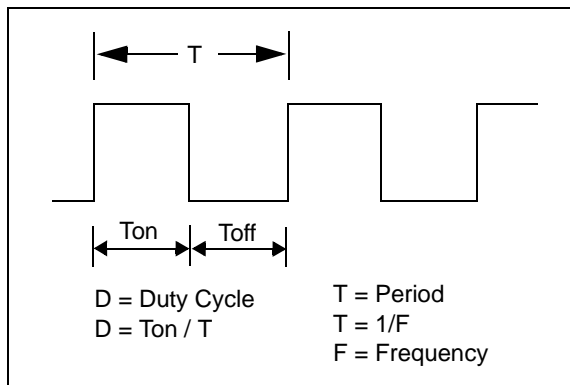 T
Ton
Toff
D = Duty Cycle
D = Ton / T
T = Period
T = 1/F
F = Frequency